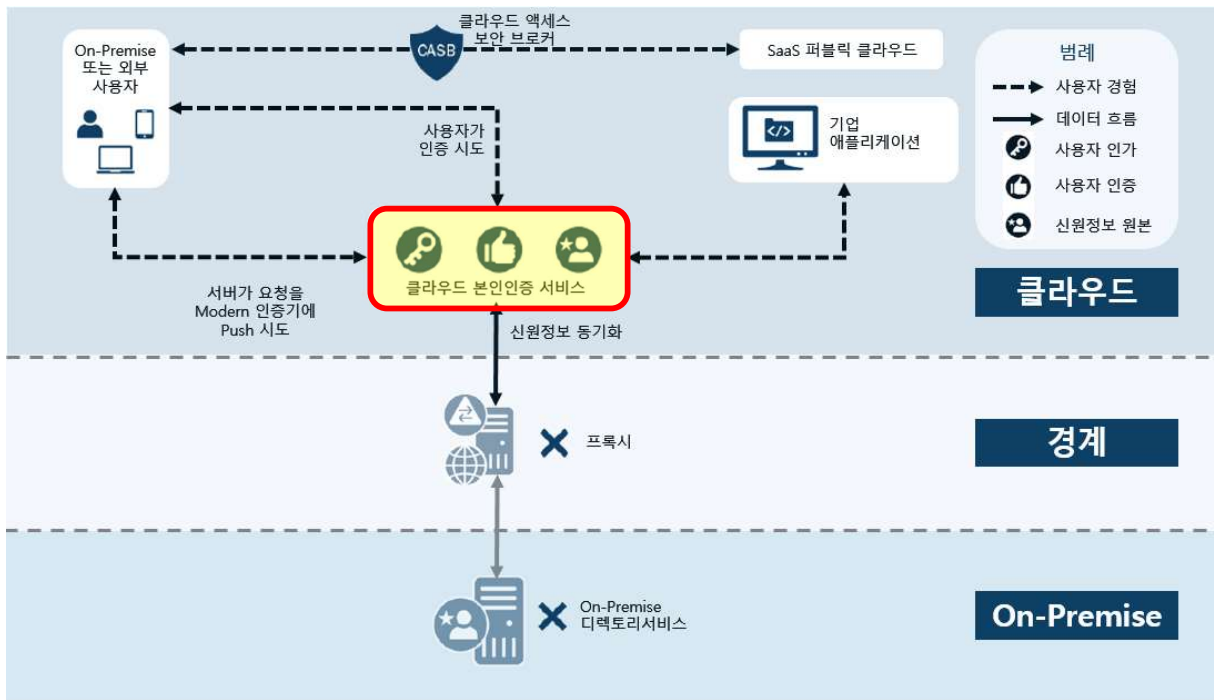 클라우드 액세스
보안 브로커
CASB
On-Premise
또는 외부
사용자
SaaS 퍼블릭 클라우드
사용자가
인증 시도
</>
기업
애플리케이션
범례
사용자 경험
데이터 흐름
사용자 인가
사용자 인증
신원정보 원본
클라우드 본인인증 서비스
서버가 요청을
Modern 인증기에
Push 시도
신원정보 동기화
클라우드
프록시
경계
On-Premise
디렉토리서비스
On-Premise